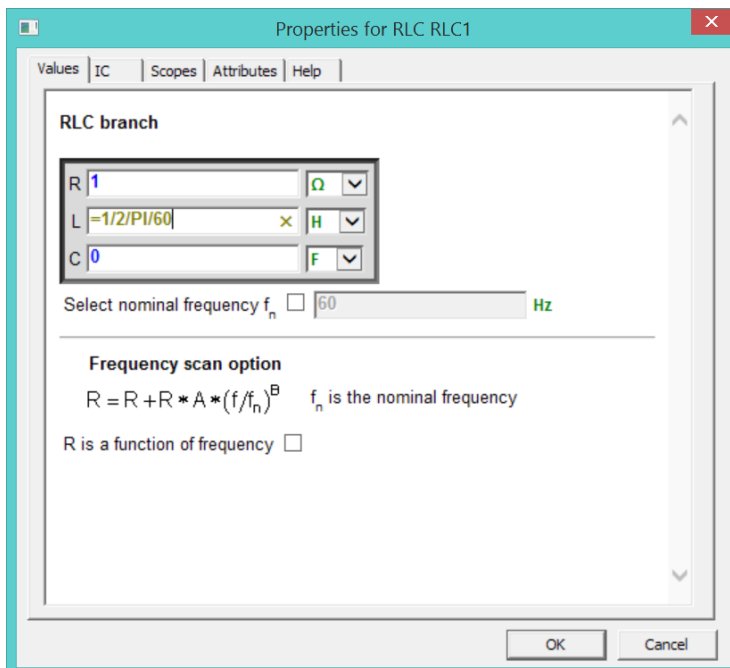 Properties for RLC RLC1
Values IC Scopes Attributes Help
RLC branch
R 1 Ω
L =1/2/PI/60 × H
C 0 F
Select nominal frequency fn 60 Hz
Frequency scan option
R = R + R * A * (f/fn)^B fn is the nominal frequency
R is a function of frequency
OK Cancel